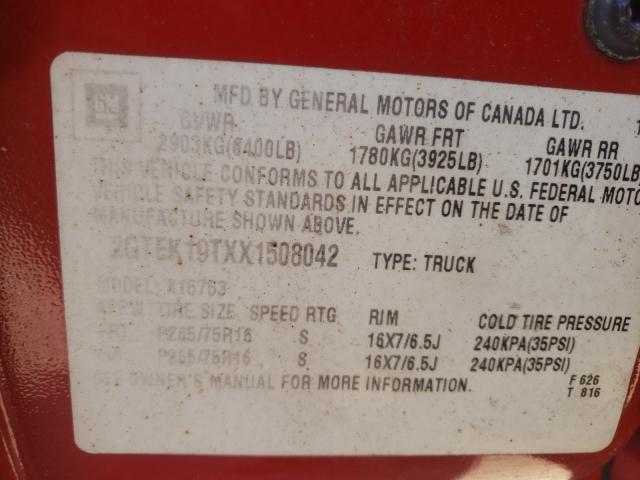 GM
MFD BY GENERAL MOTORS OF CANADA LTD.
GVWR GAWR FRT GAWR RR
2903KG(6400LB) 1780KG(3925LB) 1701KG(3750LB
THIS VEHICLE CONFORMS TO ALL APPLICABLE U.S. FEDERAL MOTO
VEHICLE SAFETY STANDARDS IN EFFECT ON THE DATE OF
MANUFACTURE SHOWN ABOVE.
2GTEK19TXX1508042 TYPE: TRUCK
MODEL: K15753
TIRE SIZE SPEED RTG RIM COLD TIRE PRESSURE
FRT P265/75R16 S 16X7/6.5J 240KPA(35PSI)
RR P265/75R16 S 16X7/6.5J 240KPA(35PSI)
SEE OWNER'S MANUAL FOR MORE INFORMATION.
F 626
T 816